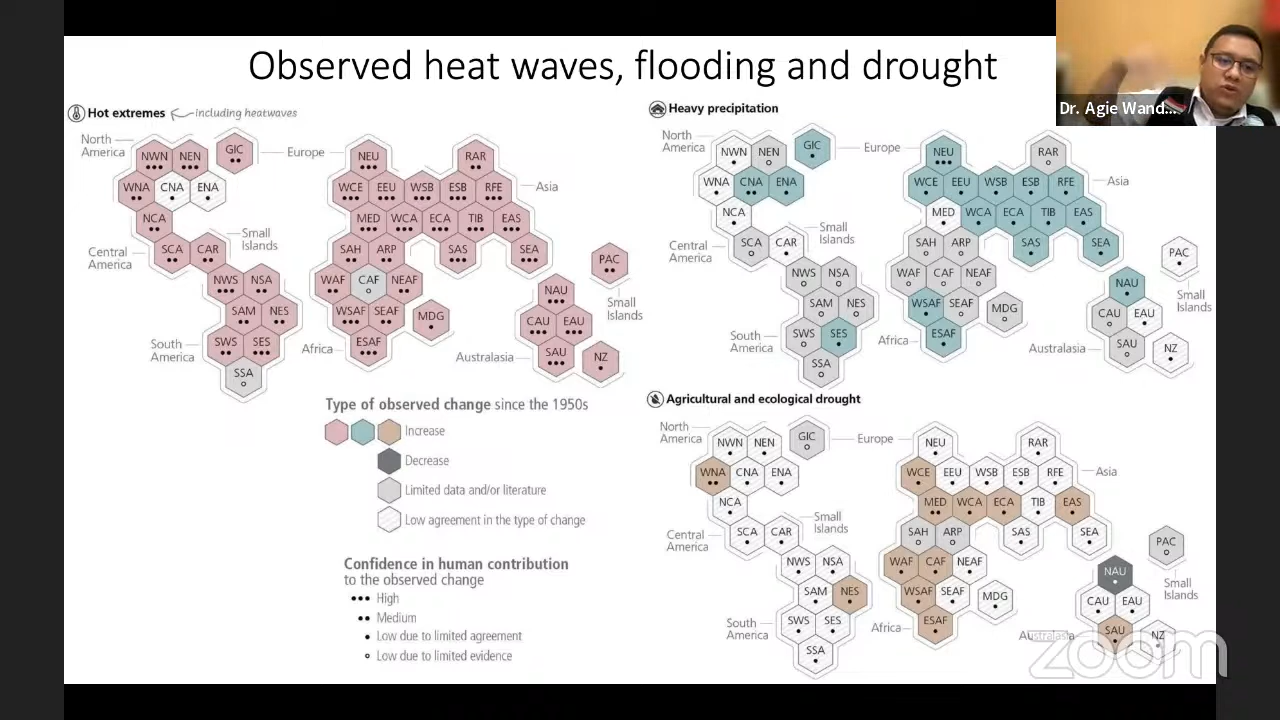 Observed heat waves, flooding and drought
Dr. Agie Wand...
Hot extremes
including heatwaves
North
America
Europe
Asia
Small
Islands
Central
America
South
America
Africa
Australasia
Small
Islands
NWN NEN GIC
WNA CNA ENA
NCA
SCA CAR
NWS NSA
SAM NES
SWS SES
SSA
NEU RAR
WCE EEU WSB ESB RFE
MED WCA ECA TIB EAS
SAH ARP SAS SEA
WAF CAF NEAF
WSAF SEAF MDG
ESAF
PAC
NAU
CAU EAU
SAU NZ
Type of observed change since the 1950s
Increase
Decrease
Limited data and/or literature
Low agreement in the type of change
Confidence in human contribution
to the observed change
High
Medium
Low due to limited agreement
Low due to limited evidence
Heavy precipitation
North
America
Europe
Asia
Small
Islands
Central
America
South
America
Africa
Australasia
Small
Islands
NWN NEN GIC
WNA CNA ENA
NCA
SCA CAR
NWS NSA
SAM NES
SWS SES
SSA
NEU RAR
WCE EEU WSB ESB RFE
MED WCA ECA TIB EAS
SAH ARP SAS SEA
WAF CAF NEAF
WSAF SEAF MDG
ESAF
PAC
NAU
CAU EAU
SAU NZ
Agricultural and ecological drought
North
America
Europe
Asia
Small
Islands
Central
America
South
America
Africa
Australasia
Small
Islands
NWN NEN GIC
WNA CNA ENA
NCA
SCA CAR
NWS NSA
SAM NES
SWS SES
SSA
NEU RAR
WCE EEU WSB ESB RFE
MED WCA ECA TIB EAS
SAH ARP SAS SEA
WAF CAF NEAF
WSAF SEAF MDG
ESAF
PAC
NAU
CAU EAU
SAU NZ
zoom